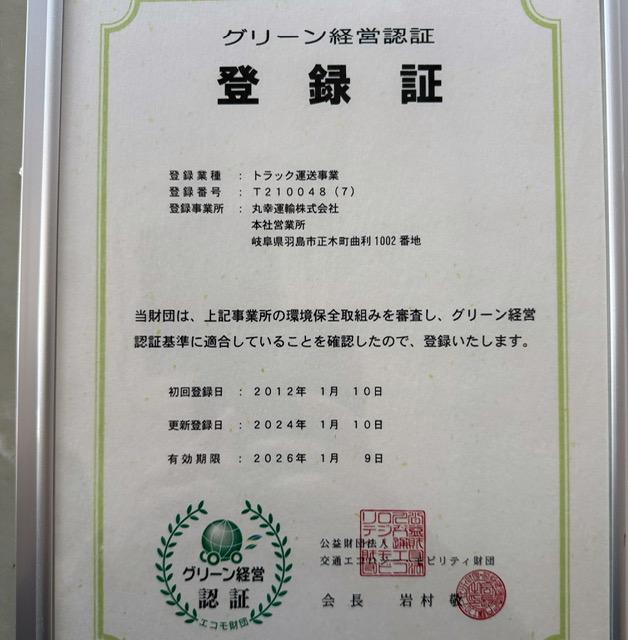 グリーン経営認証
登録証
登録業種 : トラック運送事業
登録番号 : T210048(7)
登録事業所 : 丸幸運輸株式会社
本社営業所
岐阜県羽島市正木町曲利1002番地
当財団は、上記事業所の環境保全取組みを審査し、グリーン経営
認証基準に適合していることを確認したので、登録いたします。
初回登録日 : 2012年 1月 10日
更新登録日 : 2024年 1月 10日
有効期限 : 2026年 1月 9日
グリーン経営
認証
エコモ財団
公益財団法人
交通エコロジー・モビリティ財団
会長 岩村 敬